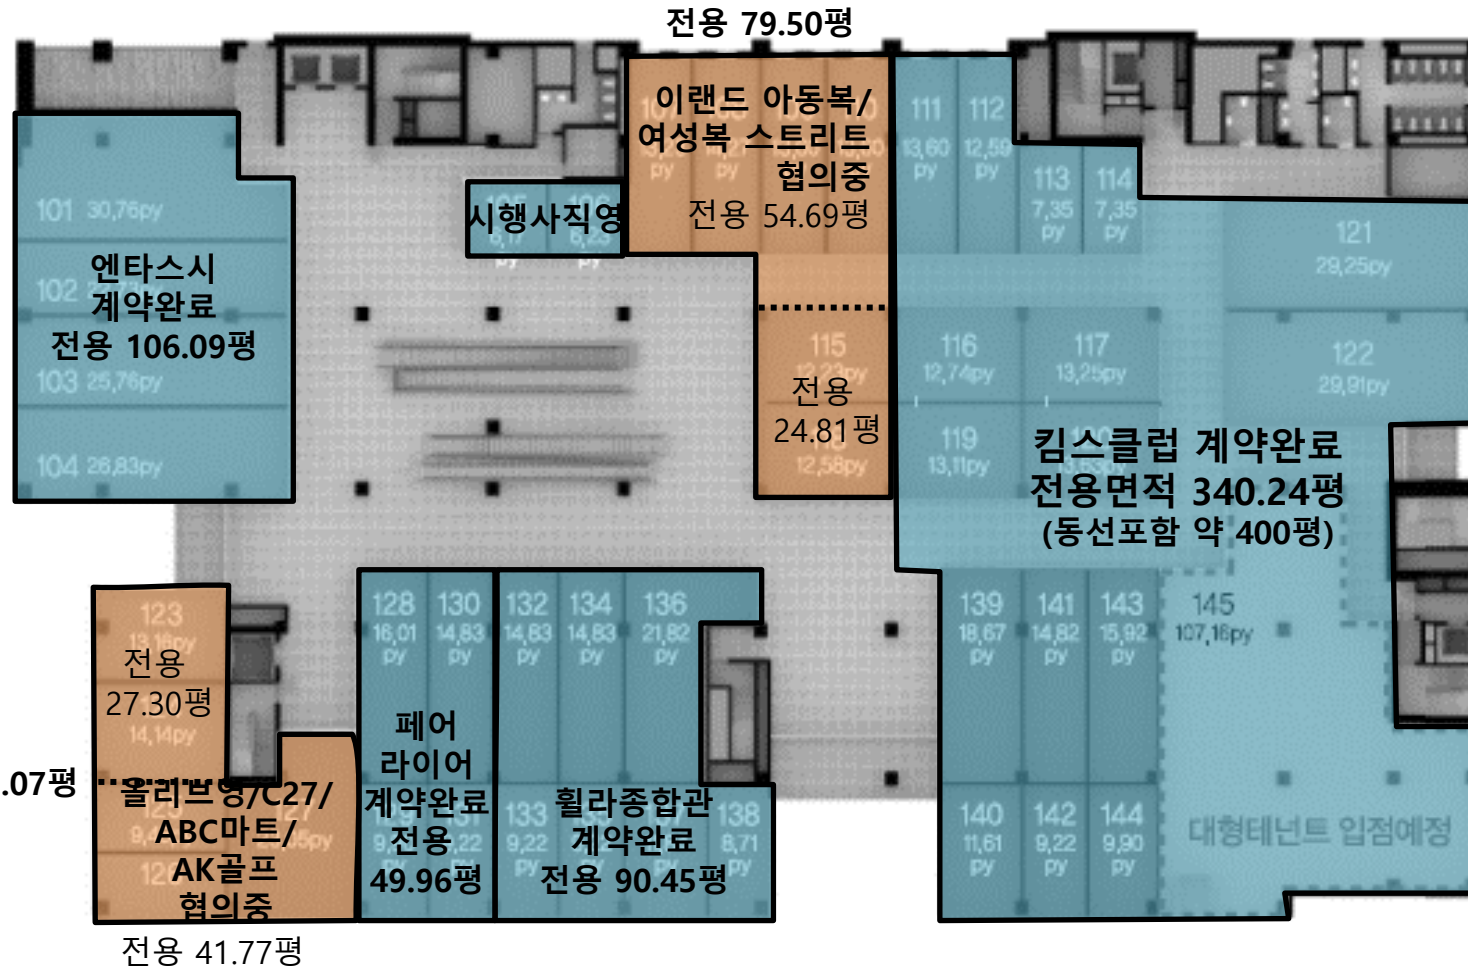 전용 79.50평
이랜드 아동복/
여성복 스트리트
협의중
전용 54.69평
111
13,60
py
112
12,59
py
113
7,35
py
114
7,35
py
101 30,76py
시행사직영
121
29,25py
엔타스시
계약완료
전용 106.09평
102
103 25,76py
104 26,83py
115
전용
24.81평
12,58py
116
12,74py
117
13,25py
122
29,91py
119
13,11py
킴스클럽 계약완료
전용면적 340.24평
(동선포함 약 400평)
123
전용
27.30평
14,14py
128
16,01
py
130
14,83
py
132
14,83
py
134
14,83
py
136
21,82
py
139
18,67
py
141
14,82
py
143
15,92
py
145
107,16py
.07평
올리브영/C27/
ABC마트/
AK골프
협의중
전용 41.77평
페어
라이어
계약완료
전용
49.96평
133
9,22
py
휠라종합관
계약완료
전용 90.45평
138
8,71
py
140
11,61
py
142
9,22
py
144
9,90
py
대형테넌트 입점예정